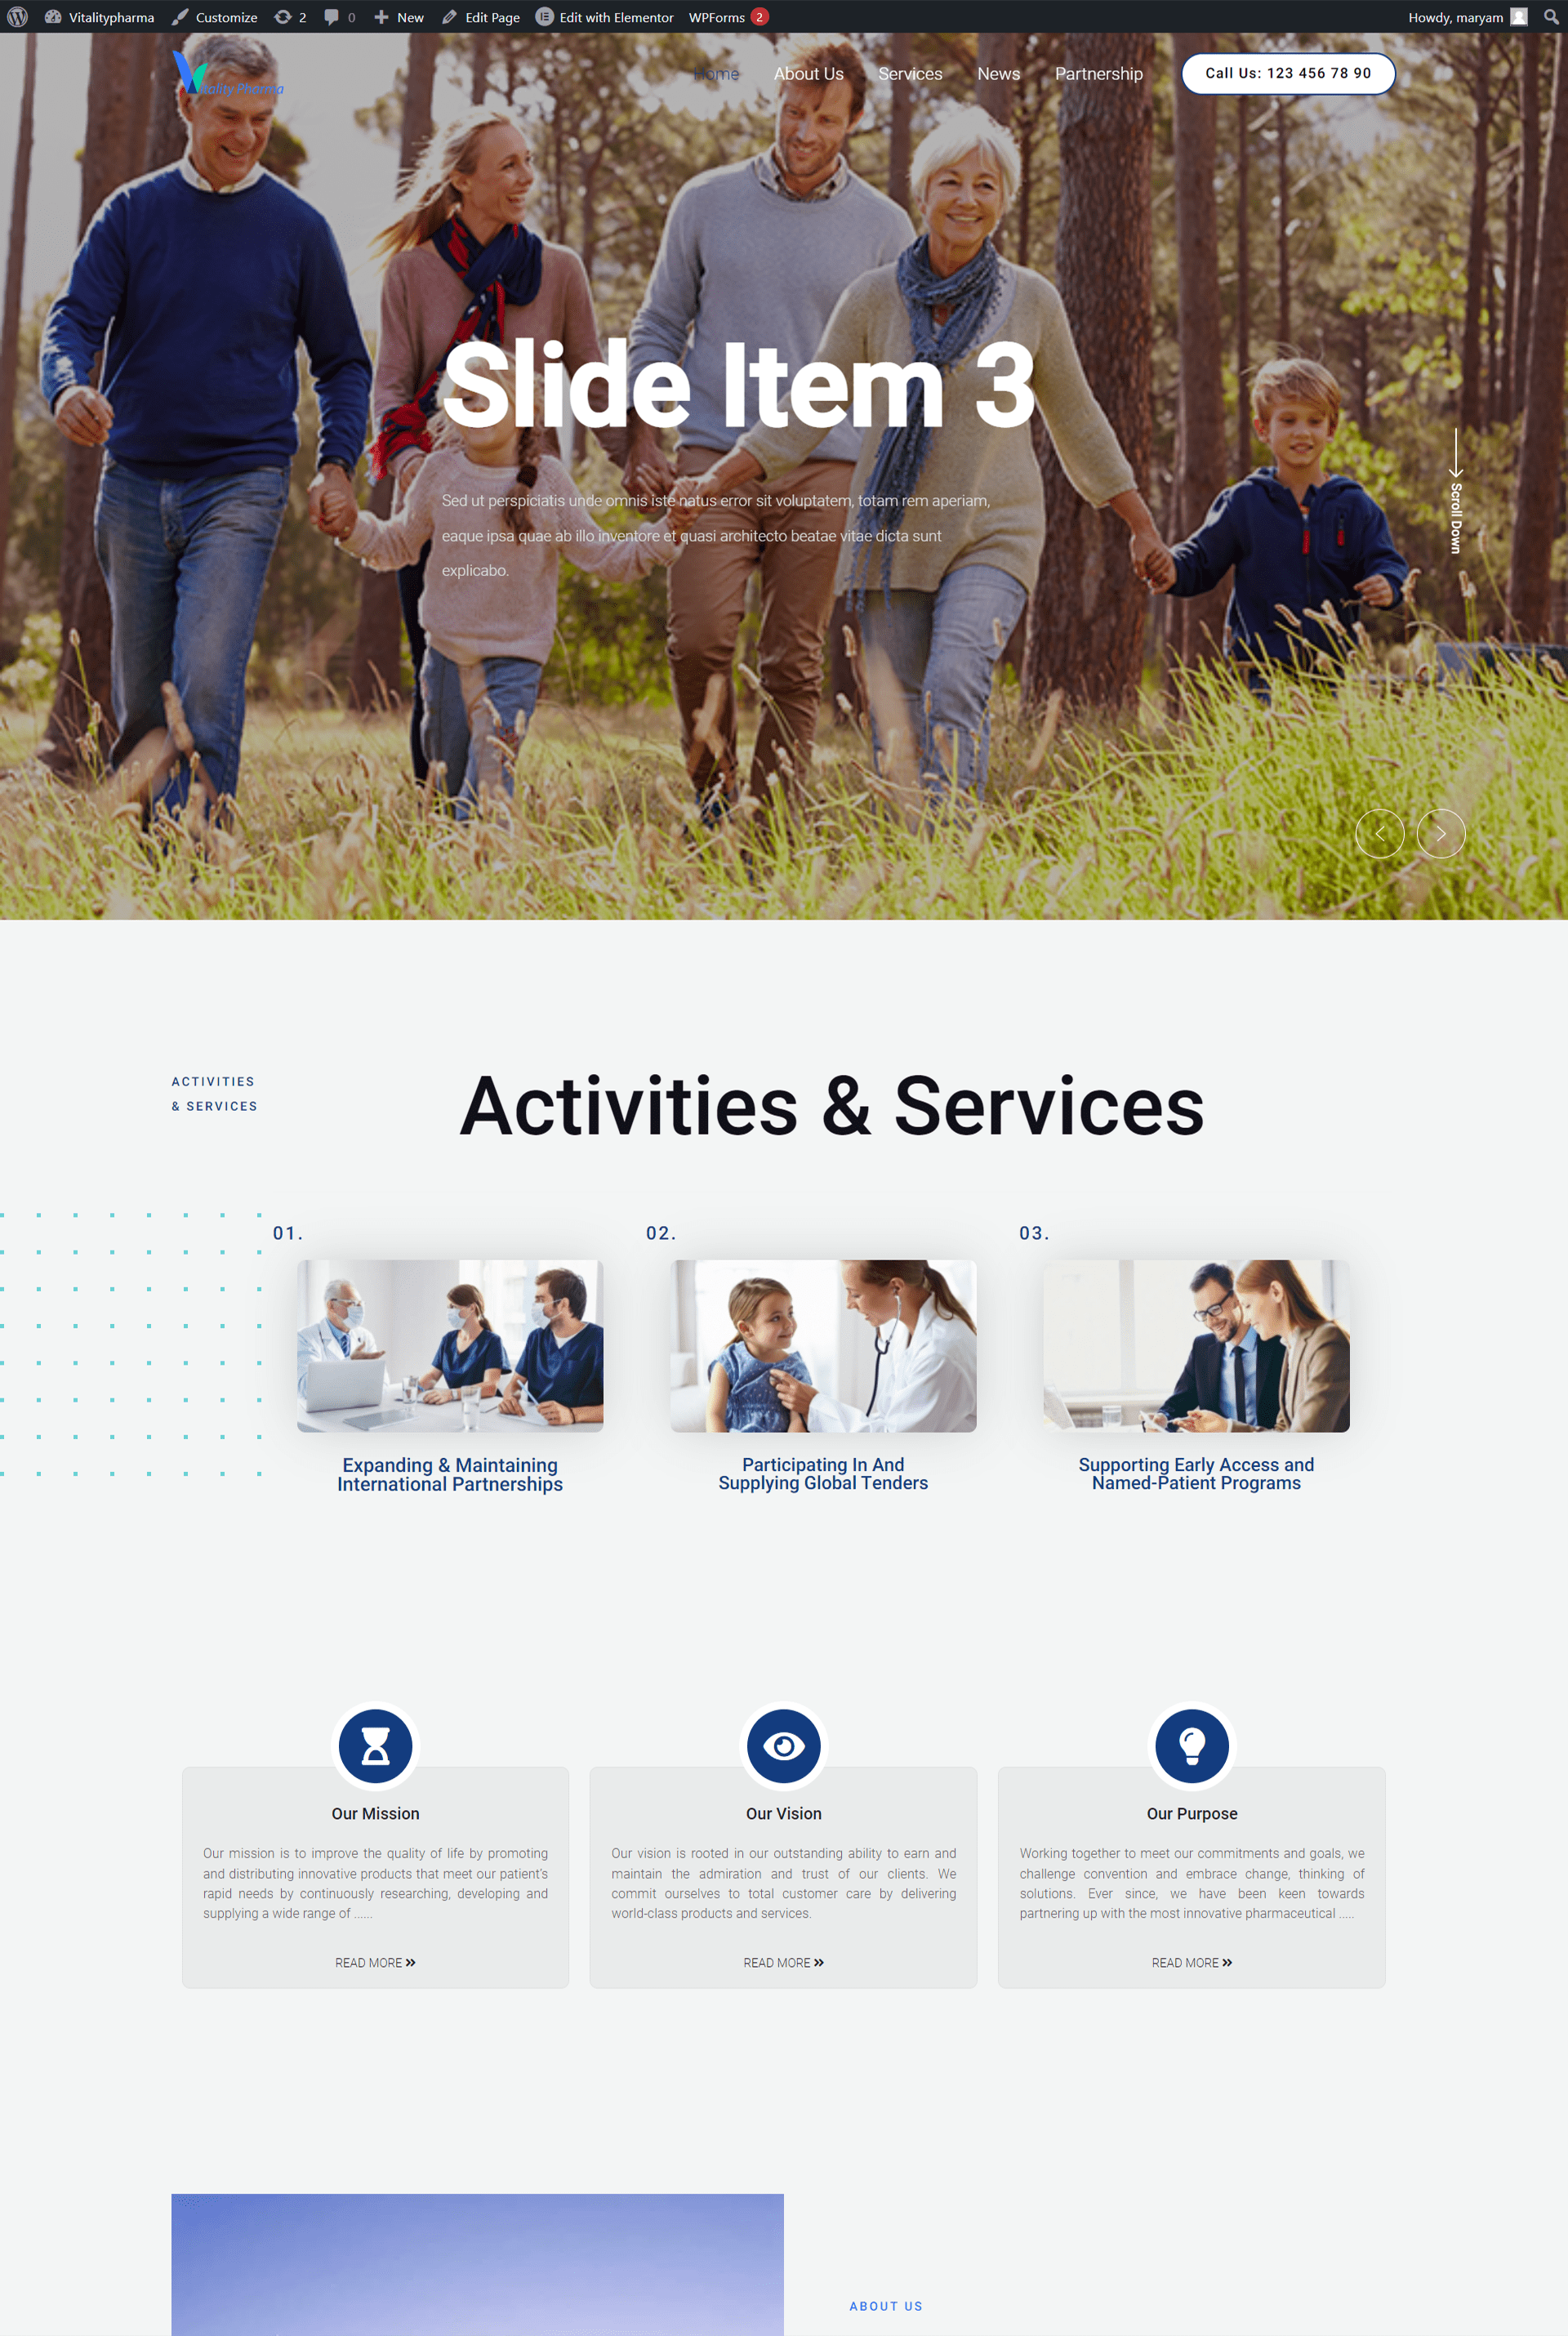 Vitalitypharma Customize 2 0 New Edit Page Edit with Elementor WPForms 2 Howdy, maryam
Vitality Pharma
Home About Us Services News Partnership Call Us: 123 456 78 90
Slide Item 3
Sed ut perspiciatis unde omnis iste natus error sit voluptatem, totam rem aperiam,
eaque ipsa quae ab illo inventore et quasi architecto beatae vitae dicta sunt
explicabo.
Scroll Down
ACTIVITIES
& SERVICES
Activities & Services
01.
Expanding & Maintaining
International Partnerships
02.
Participating In And
Supplying Global Tenders
03.
Supporting Early Access and
Named-Patient Programs
Our Mission
Our mission is to improve the quality of life by promoting
and distributing innovative products that meet our patient's
rapid needs by continuously researching, developing and
supplying a wide range of ......
READ MORE
Our Vision
Our vision is rooted in our outstanding ability to earn and
maintain the admiration and trust of our clients. We
commit ourselves to total customer care by delivering
world-class products and services.
READ MORE
Our Purpose
Working together to meet our commitments and goals, we
challenge convention and embrace change, thinking of
solutions. Ever since, we have been keen towards
partnering up with the most innovative pharmaceutical .....
READ MORE
ABOUT US